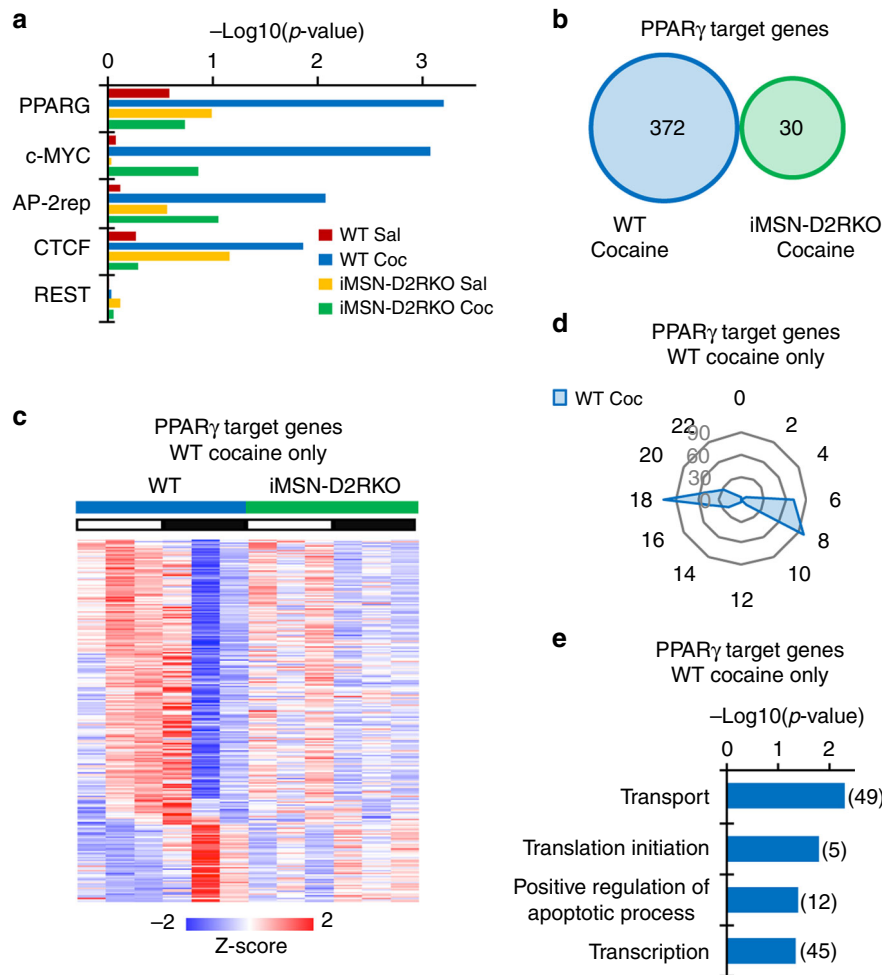 a
–Log10(p-value)
0 1 2 3
PPARG
c-MYC
AP-2rep
CTCF
REST
WT Sal
WT Coc
iMSN-D2RKO Sal
iMSN-D2RKO Coc
b
PPARγ target genes
372
30
WT
Cocaine
iMSN-D2RKO
Cocaine
c
PPARγ target genes
WT cocaine only
WT
iMSN-D2RKO
–2
2
Z-score
d
PPARγ target genes
WT cocaine only
WT Coc
0
2
4
6
8
10
12
14
16
18
20
22
90
60
30
0
e
PPARγ target genes
WT cocaine only
–Log10(p-value)
0 1 2
Transport
(49)
Translation initiation
(5)
Positive regulation of
apoptotic process
(12)
Transcription
(45)